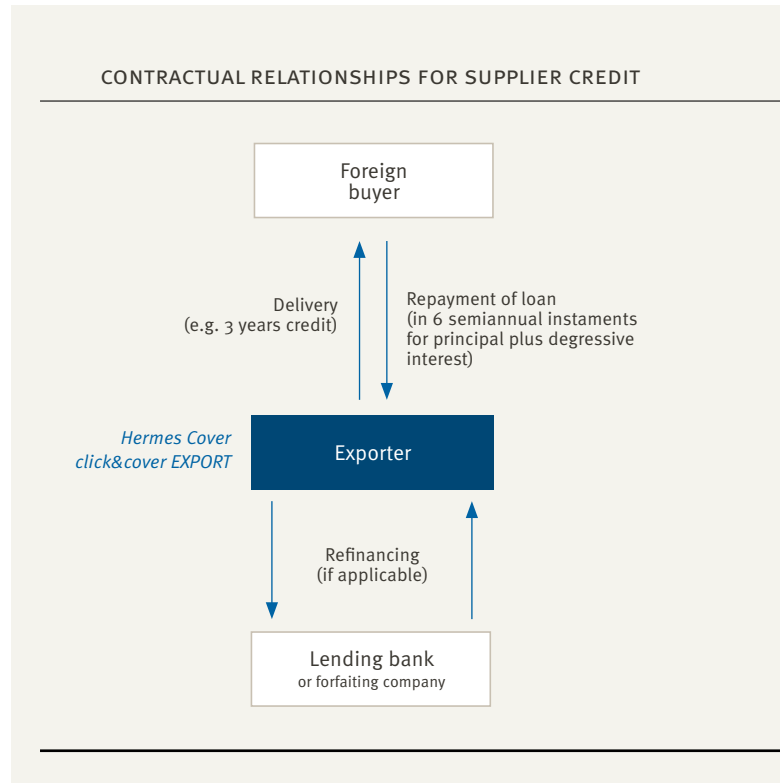 CONTRACTUAL RELATIONSHIPS FOR SUPPLIER CREDIT
Foreign
buyer
Delivery
(e.g. 3 years credit)
Repayment of loan
(in 6 semiannual instaments
for principal plus degressive
interest)
Hermes Cover
click&cover EXPORT
Exporter
Refinancing
(if applicable)
Lending bank
or forfaiting company